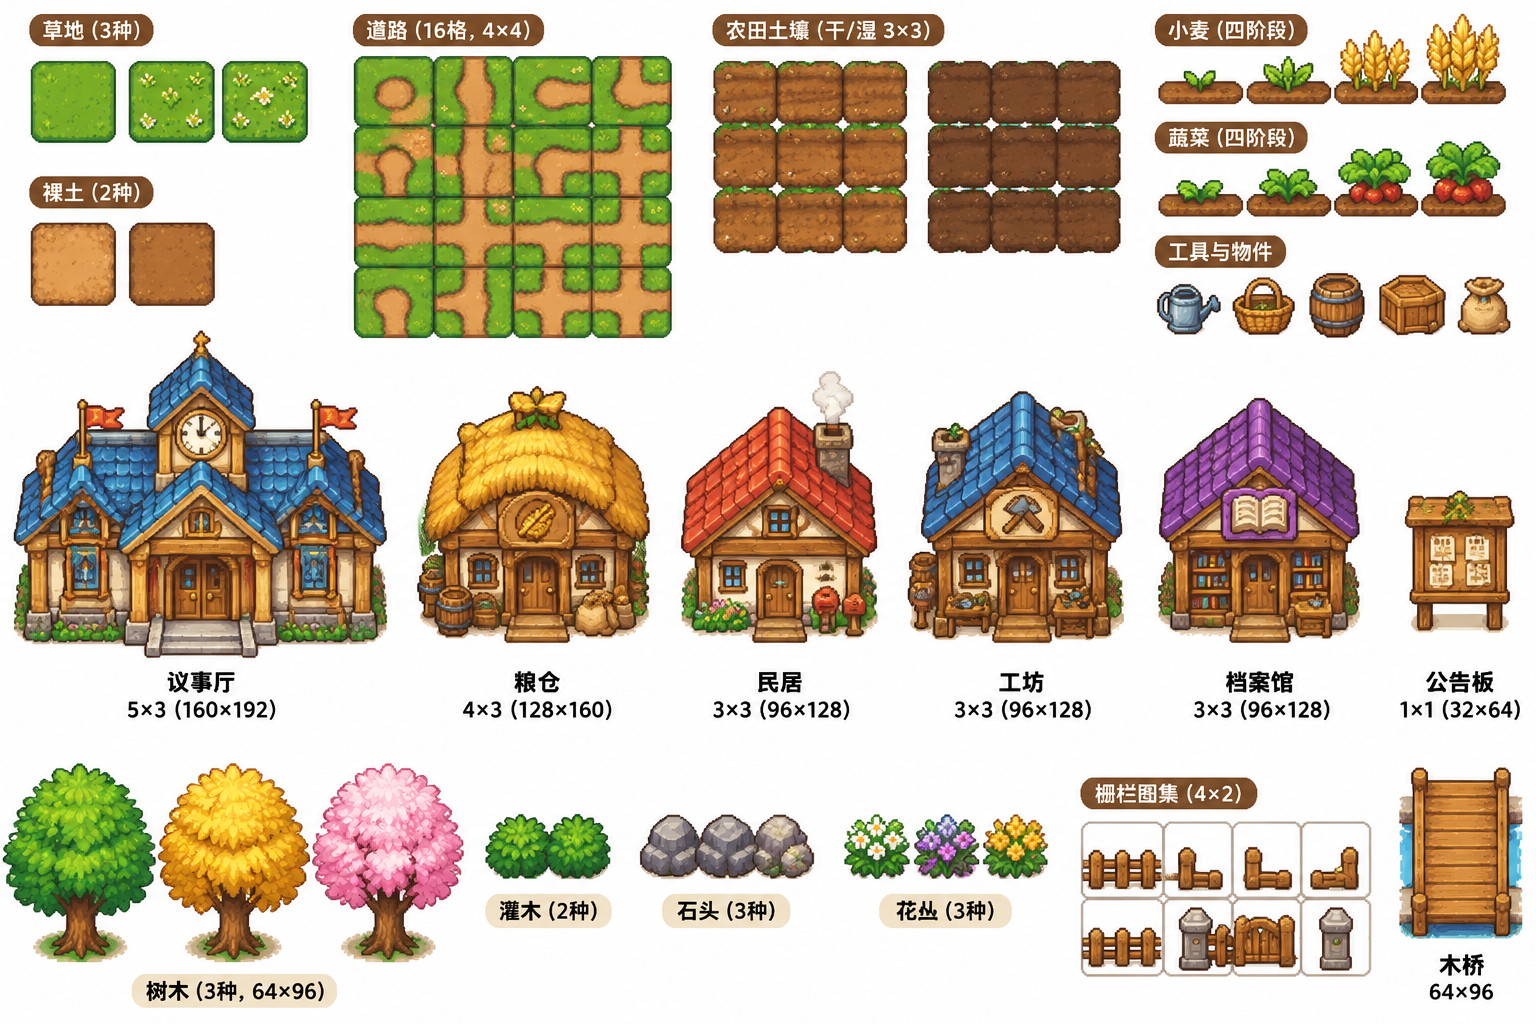 草地 (3种)
道路 (16格, 4×4)
农田土壤 (干/湿 3×3)
小麦 (四阶段)
蔬菜 (四阶段)
裸土 (2种)
工具与物件
议事厅
5×3 (160×192)
粮仓
4×3 (128×160)
民居
3×3 (96×128)
工坊
3×3 (96×128)
档案馆
3×3 (96×128)
公告板
1×1 (32×64)
栅栏图集 (4×2)
灌木 (2种)
石头 (3种)
花丛 (3种)
树木 (3种, 64×96)
木桥
64×96